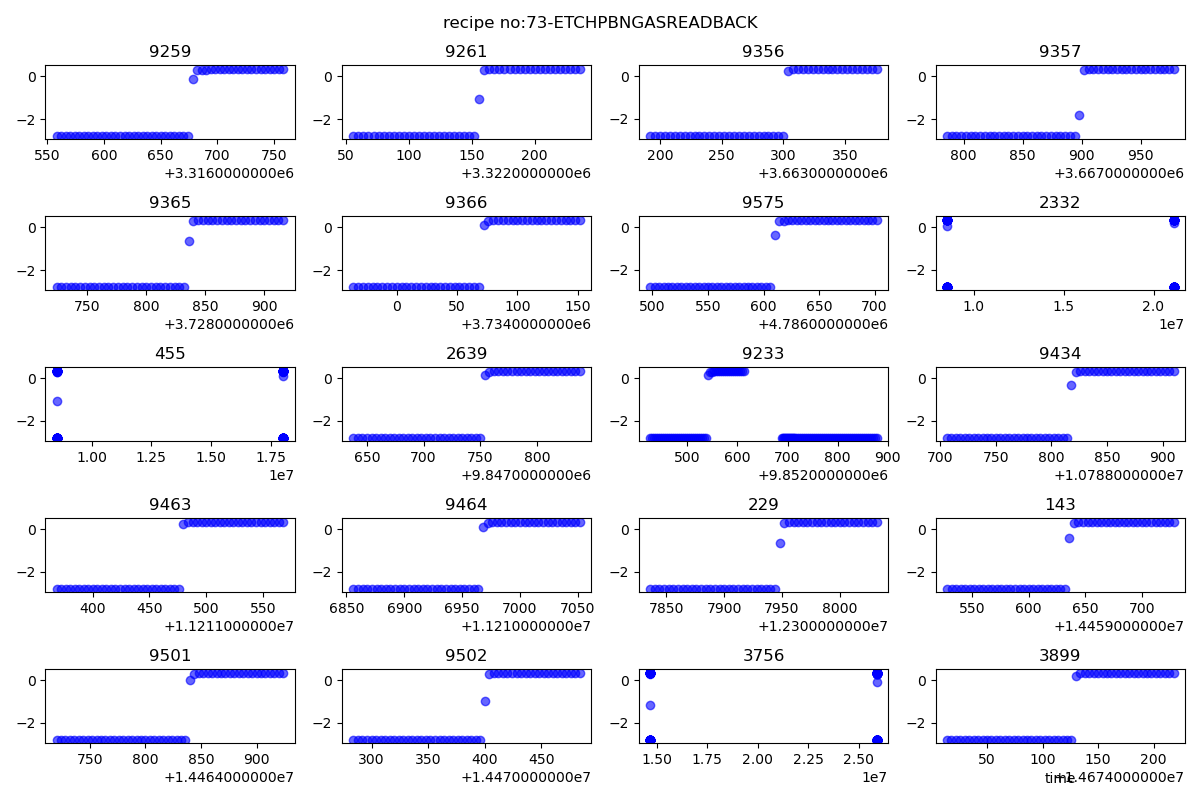 recipe no:73-ETCHPBNGASREADBACK
9259 9261 9356 9357
0 0 0 0
−2 −2 −2 −2
550 600 650 700 750 50 100 150 200 200 250 300 350 800 850 900 950
+3.3160000000e6 +3.3220000000e6 +3.6630000000e6 +3.6670000000e6
9365 9366 9575 2332
0 0 0 0
−2 −2 −2 −2
750 800 850 900 0 50 100 150 500 550 600 650 700 1.0 1.5 2.0
+3.7280000000e6 +3.7340000000e6 +4.7860000000e6 1e7
455 2639 9233 9434
0 0 0 0
−2 −2 −2 −2
1.00 1.25 1.50 1.75 650 700 750 800 500 600 700 800 900 700 750 800 850 900
1e7 +9.8470000000e6 +9.8520000000e6 +1.0788000000e7
9463 9464 229 143
0 0 0 0
−2 −2 −2 −2
400 450 500 550 6850 6900 6950 7000 7050 7850 7900 7950 8000 550 600 650 700
+1.1211000000e7 +1.1210000000e7 +1.2300000000e7 +1.4459000000e7
9501 9502 3756 3899
0 0 0 0
−2 −2 −2 −2
750 800 850 900 300 350 400 450 1.50 1.75 2.00 2.25 2.50 50 100 150 200
+1.4464000000e7 +1.4470000000e7 1e7 +1.4674000000e7
time